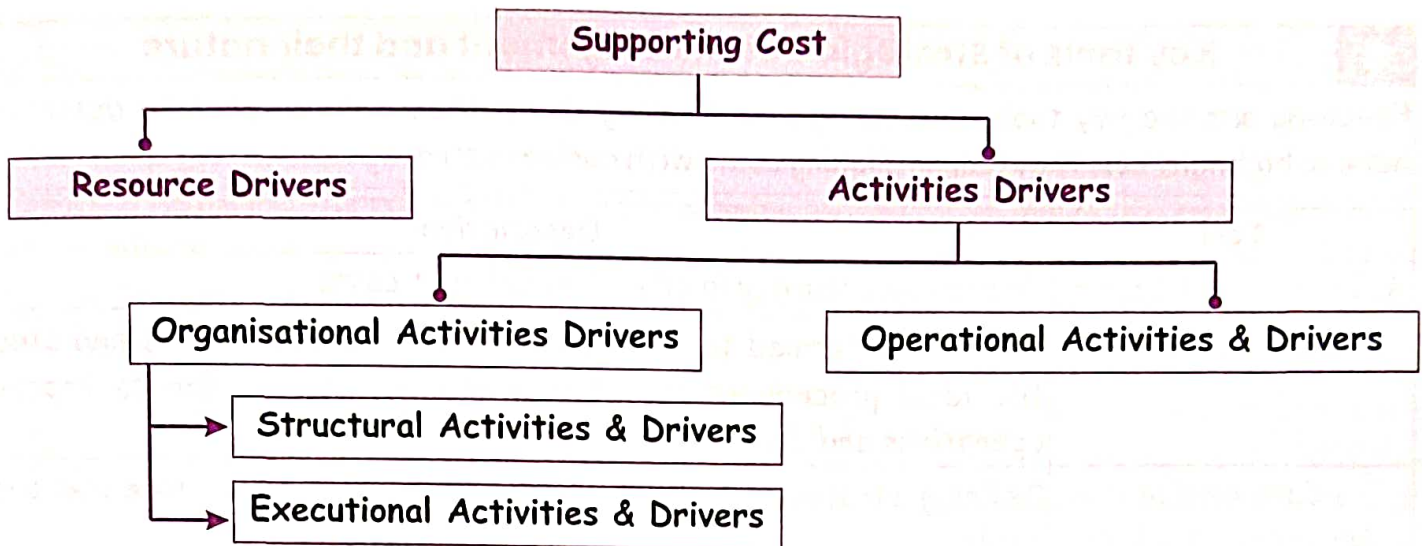 Supporting Cost
Resource Drivers
Activities Drivers
Organisational Activities Drivers
Operational Activities & Drivers
Structural Activities & Drivers
Executional Activities & Drivers